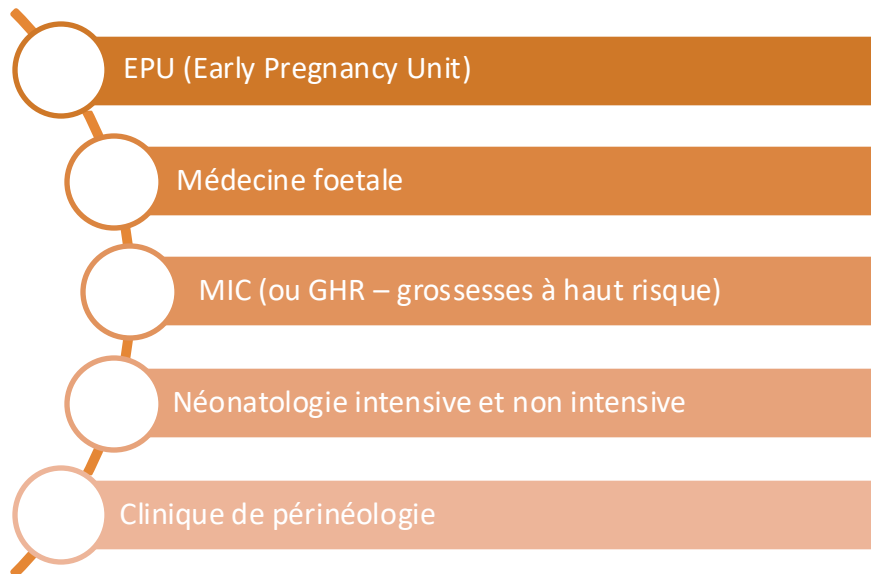 EPU (Early Pregnancy Unit)
Médecine foetale
MIC (ou GHR – grossesses à haut risque)
Néonatologie intensive et non intensive
Clinique de périnéologie